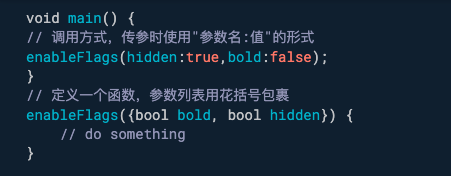 void main() {
// 调用方式，传参时使用"参数名:值"的形式
enableFlags(hidden:true,bold:false);
}
// 定义一个函数，参数列表用花括号包裹
enableFlags({bool bold, bool hidden}) {
    // do something
}